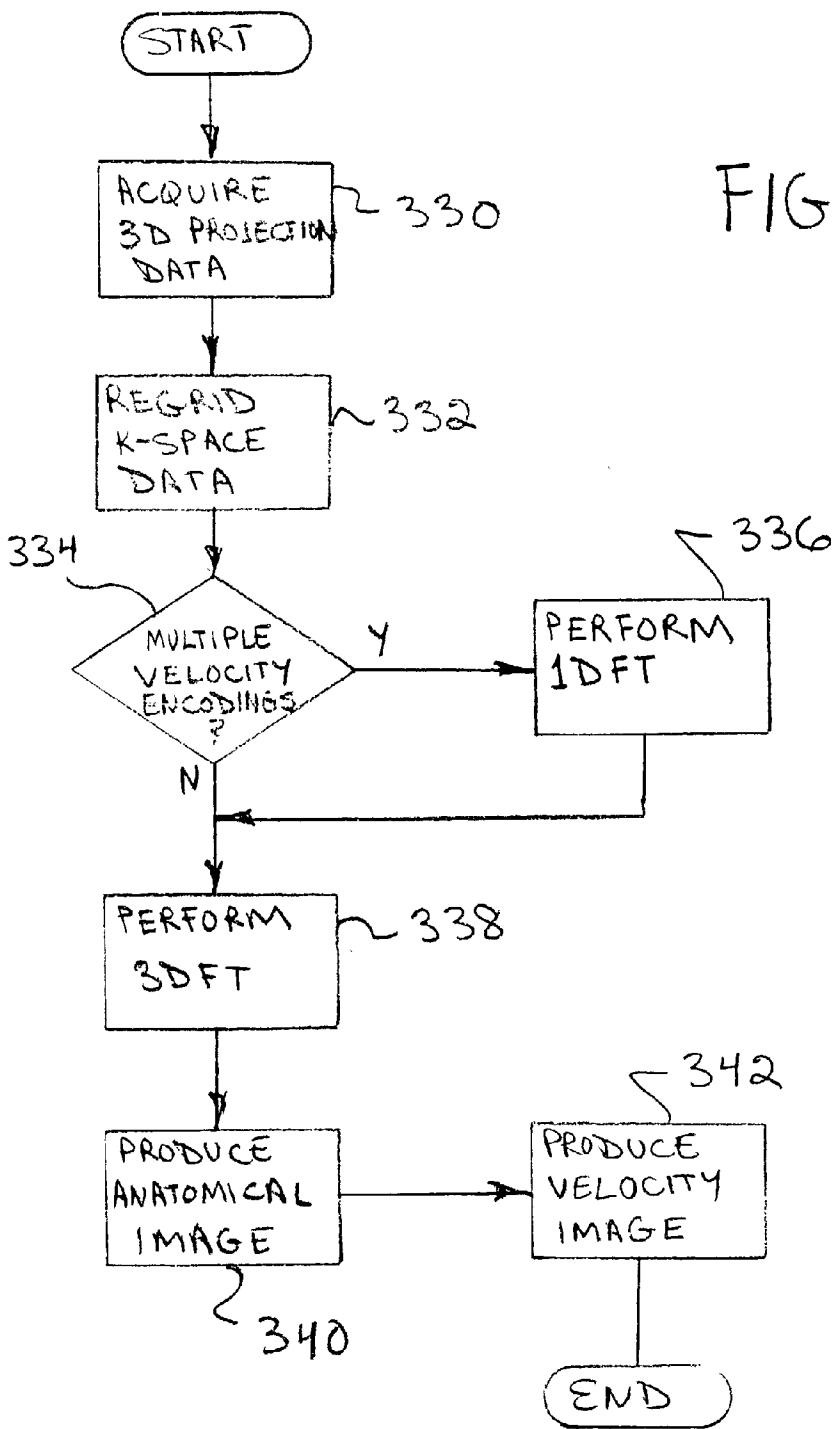 START
ACQUIRE
3D PROJECTION
DATA
330
FIG
REGRID
K-SPACE
DATA
332
334
MULTIPLE
VELOCITY
ENCODINGS
?
Y
N
336
PERFORM
1DFT
PERFORM
3DFT
338
PRODUCE
ANATOMICAL
IMAGE
340
342
PRODUCE
VELOCITY
IMAGE
END